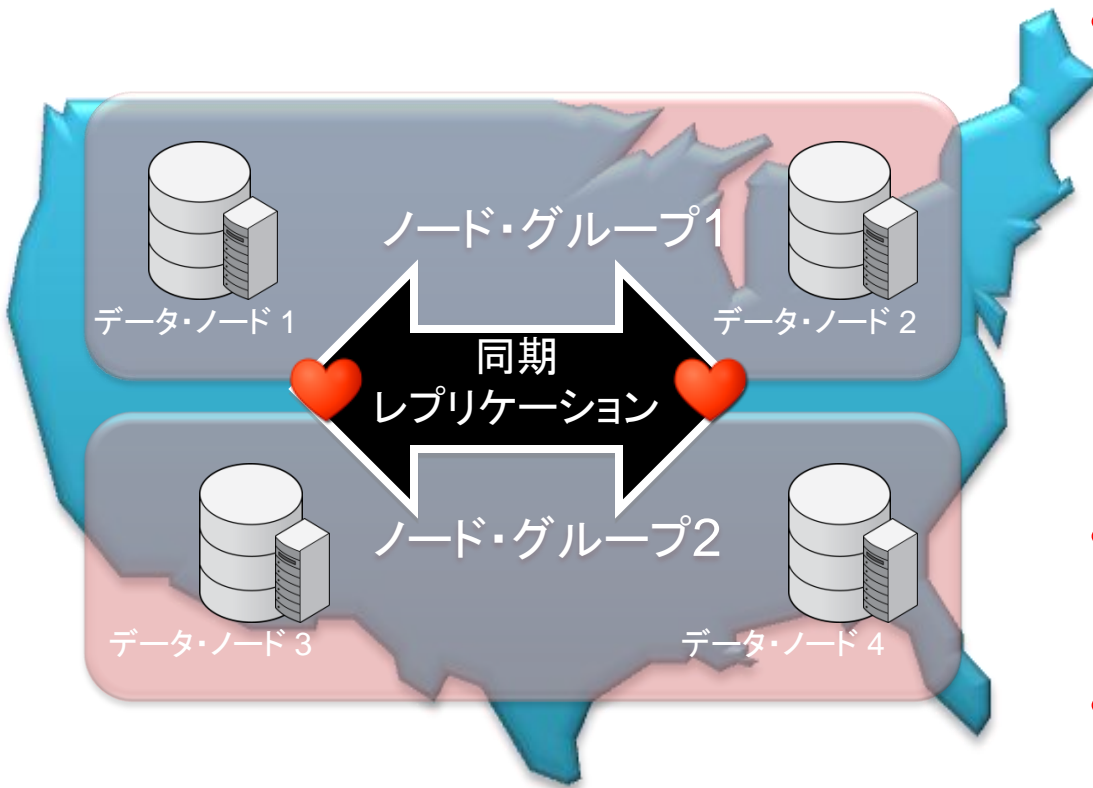 ノード・グループ1
データ・ノード 1
データ・ノード 2
同期
レプリケーション
ノード・グループ2
データ・ノード 3
データ・ノード 4